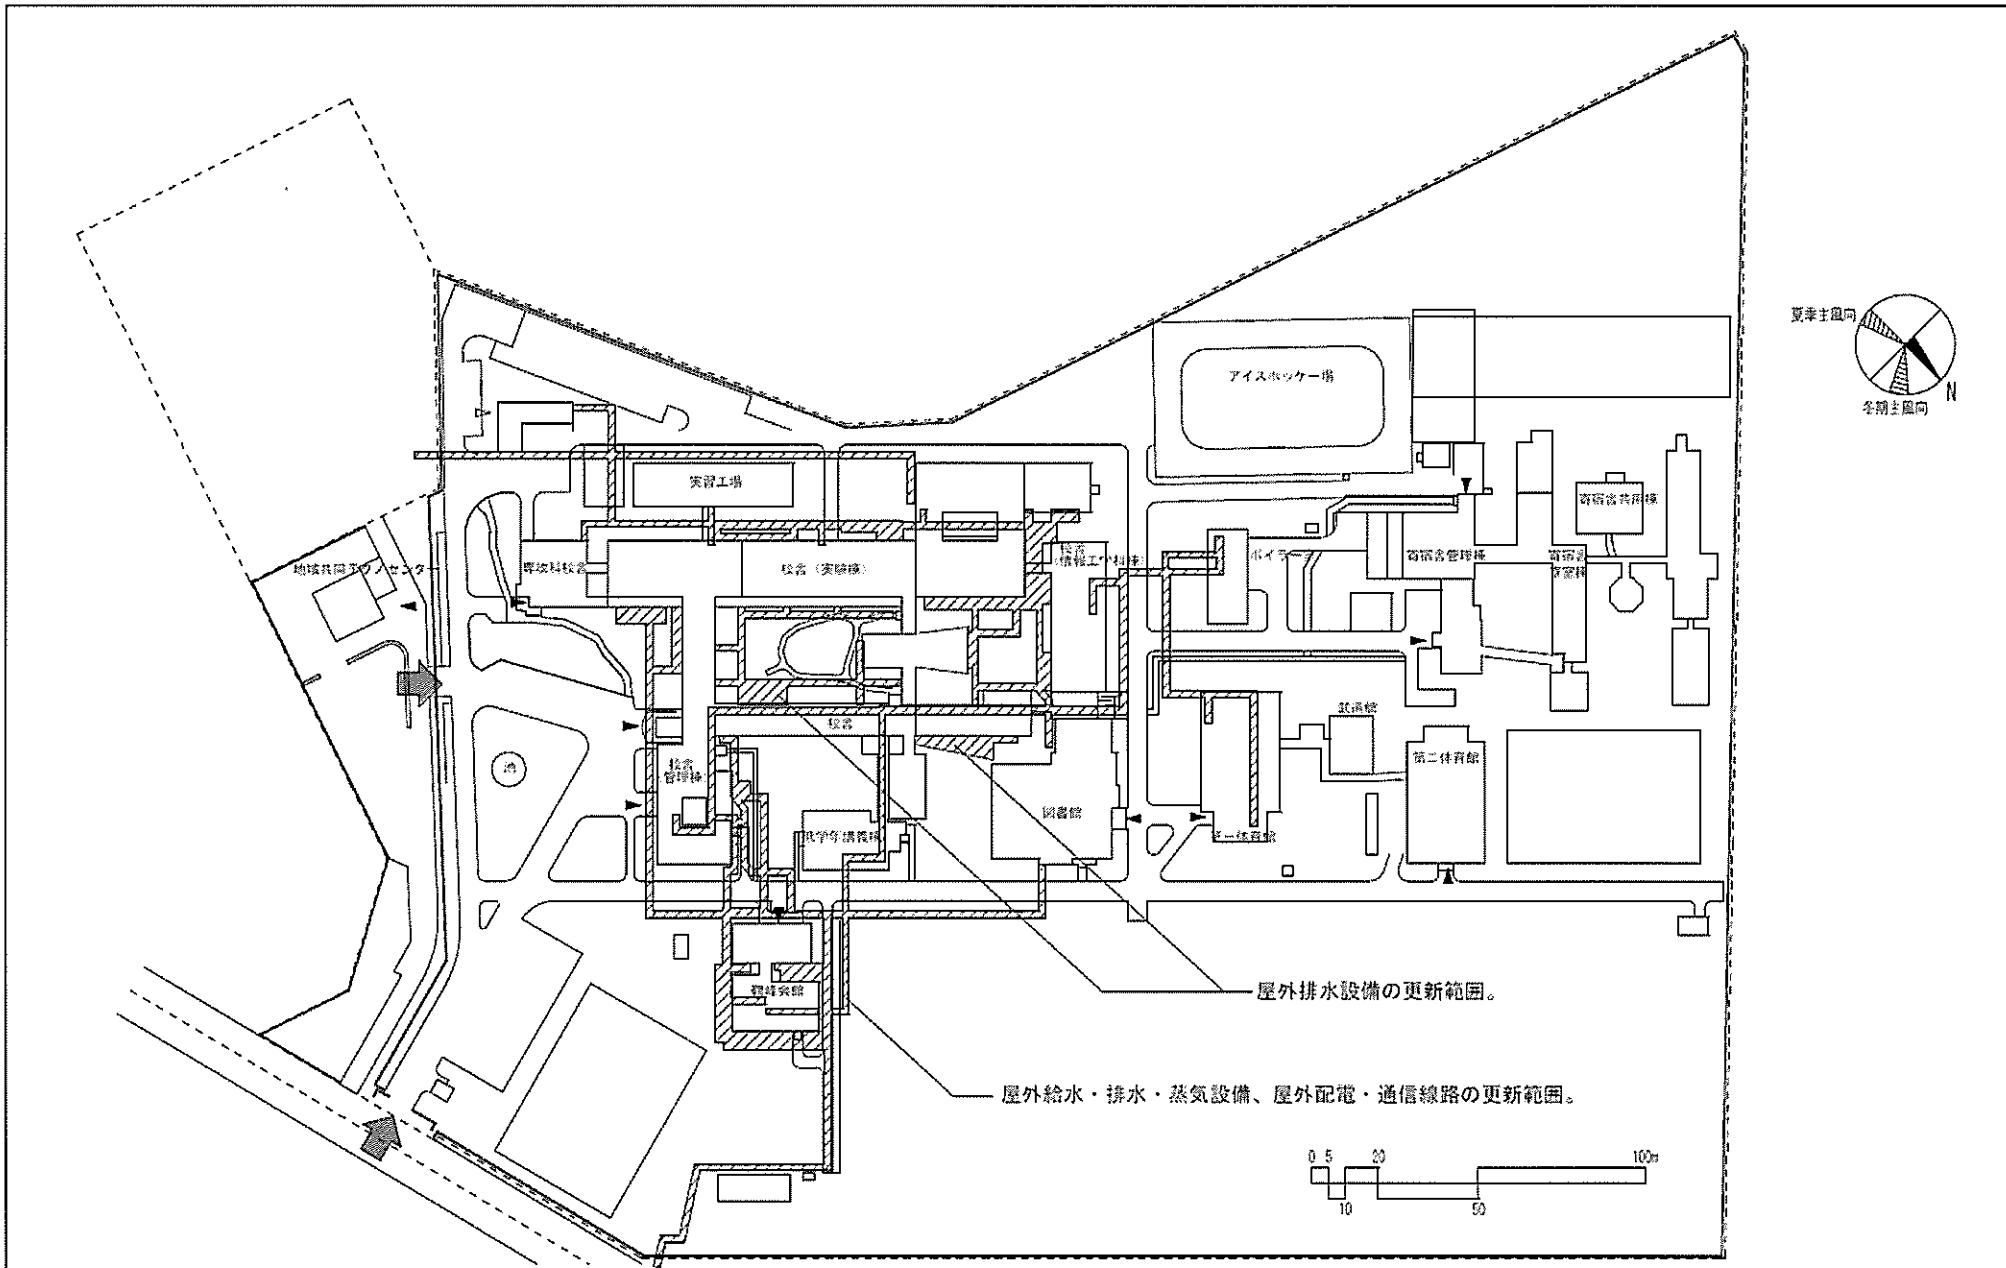 夏季主風向
N
冬期主風向
アイスホッケー場
実習工場
寄宿舎共用棟
地域共同テクノセンター
専攻科校舎
校舎（実験棟）
校舎
（情報工学科棟）
ボイラー
寄宿舎管理棟
寄宿舎
校舎
武道館
池
校舎
管理棟
第二体育館
図書館
低学年講義棟
第一体育館
屋外排水設備の更新範囲。
屋外給水・排水・蒸気設備、屋外配電・通信線路の更新範囲。
0 5 20 100m
10 50